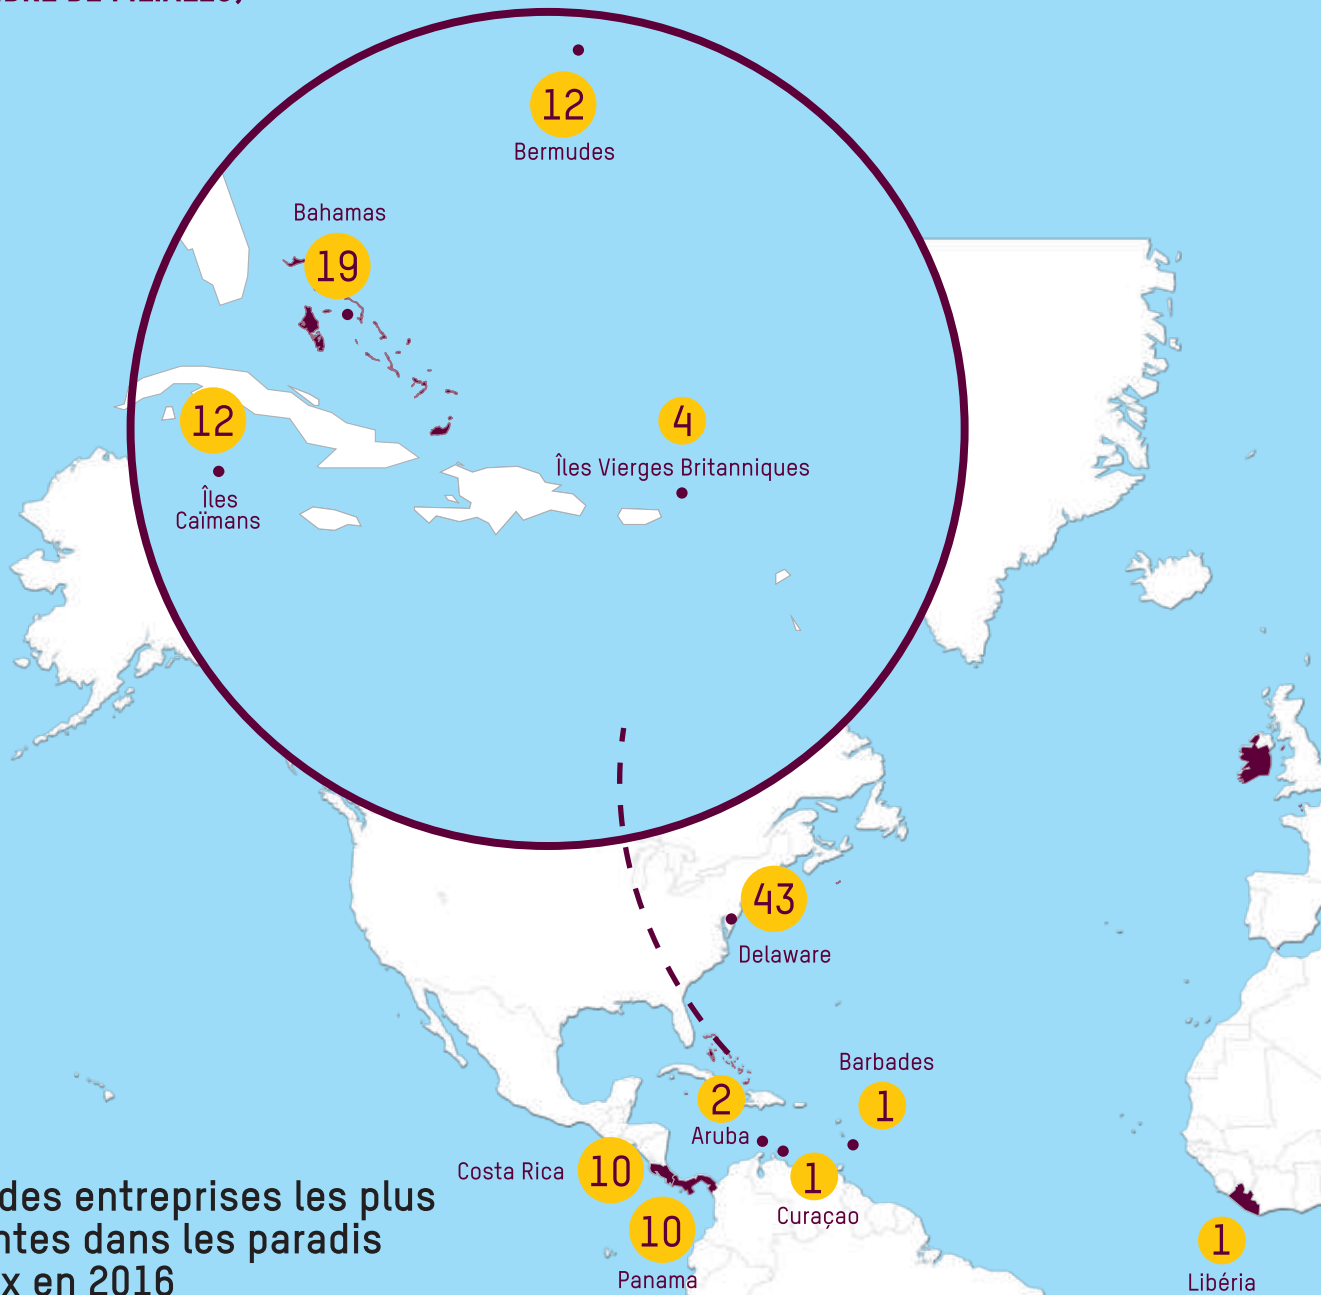 12
Bermudes
Bahamas
19
12
Îles
Caïmans
4
Îles Vierges Britanniques
43
Delaware
Barbades
1
2
Aruba
Costa Rica
10
1
Curaçao
10
Panama
1
Libéria
des entreprises les plus
dans les paradis
en 2016